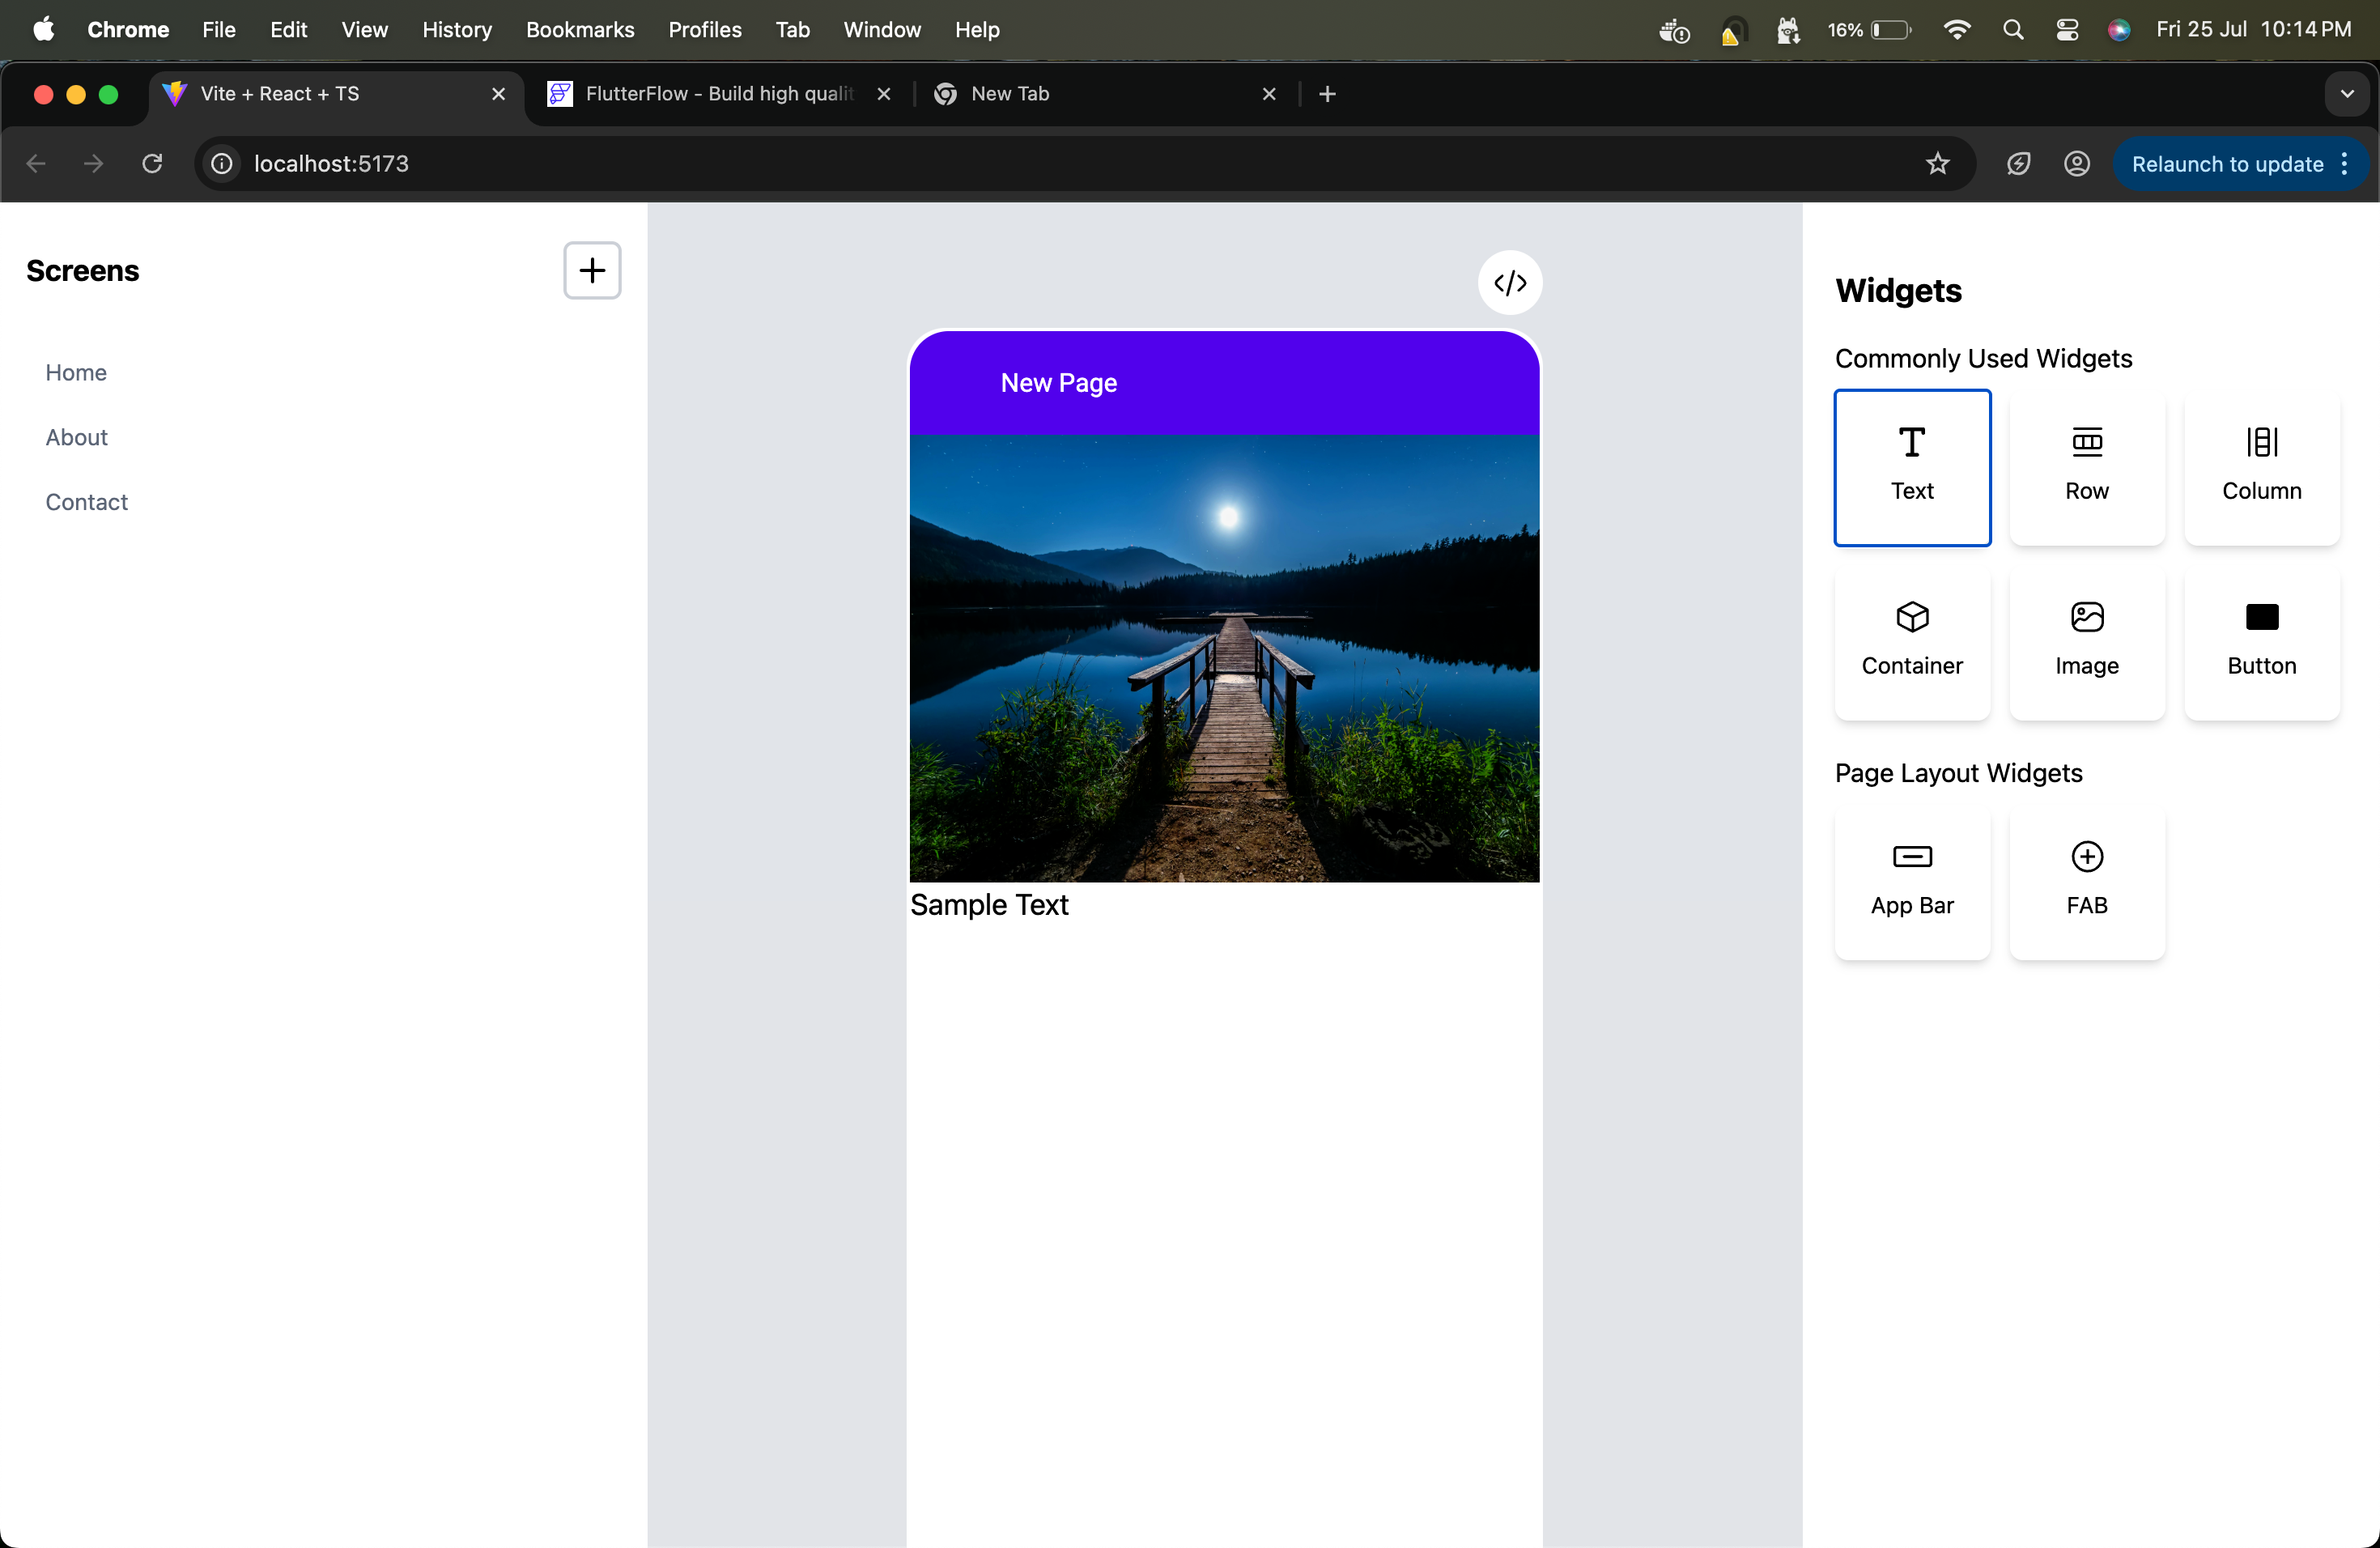 Chrome File Edit View History Bookmarks Profiles Tab Window Help 16% Fri 25 Jul 10:14 PM
Vite + React + TS FlutterFlow - Build high qualit New Tab
localhost:5173 Relaunch to update
Screens
Home
About
Contact
</>
New Page
Sample Text
Widgets
Commonly Used Widgets
T
Text Row Column
Container Image Button
Page Layout Widgets
App Bar FAB